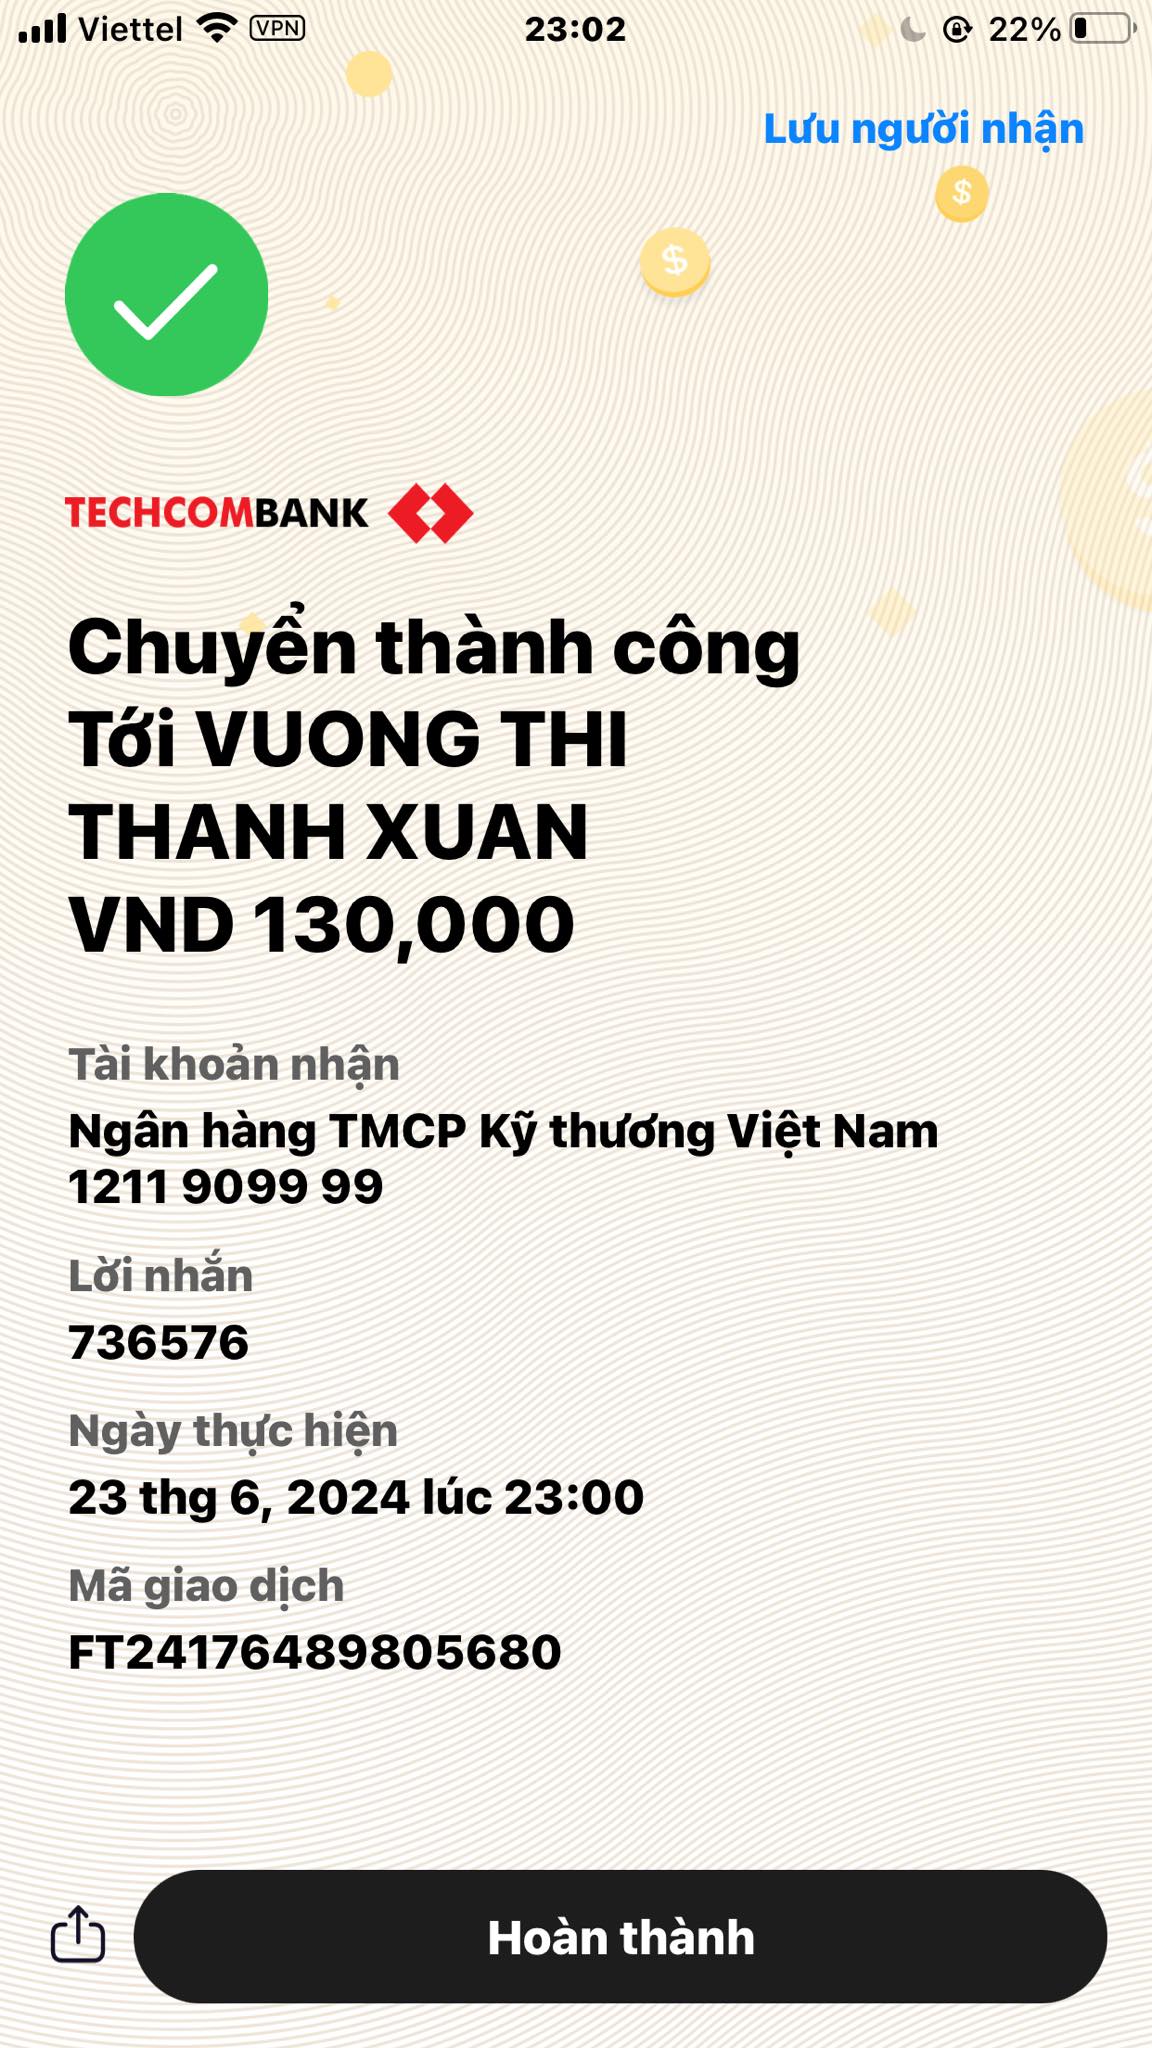 Viettel VPN 23:02 22%
Lưu người nhận
$
$
$
TECHCOMBANK
Chuyển thành công
Tới VUONG THI
THANH XUAN
VND 130,000
Tài khoản nhận
Ngân hàng TMCP Kỹ thương Việt Nam
1211 9099 99
Lời nhắn
736576
Ngày thực hiện
23 thg 6, 2024 lúc 23:00
Mã giao dịch
FT24176489805680
Hoàn thành